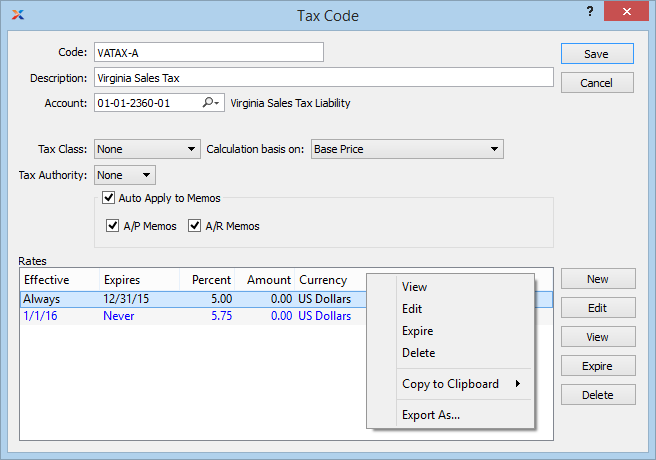 Tax Code
?
Code: VATAX-A
Save
Description: Virginia Sales Tax
Cancel
Account: 01-01-2360-01 Virginia Sales Tax Liability
Tax Class: None Calculation basis on: Base Price
Tax Authority: None
Auto Apply to Memos
A/P Memos A/R Memos
Rates
Effective Expires Percent Amount Currency
Always 12/31/15 5.00 0.00 US Dollars
1/1/16 Never 5.75 0.00 US Dollars
View
Edit
Expire
Delete
Copy to Clipboard
Export As...
New
Edit
View
Expire
Delete